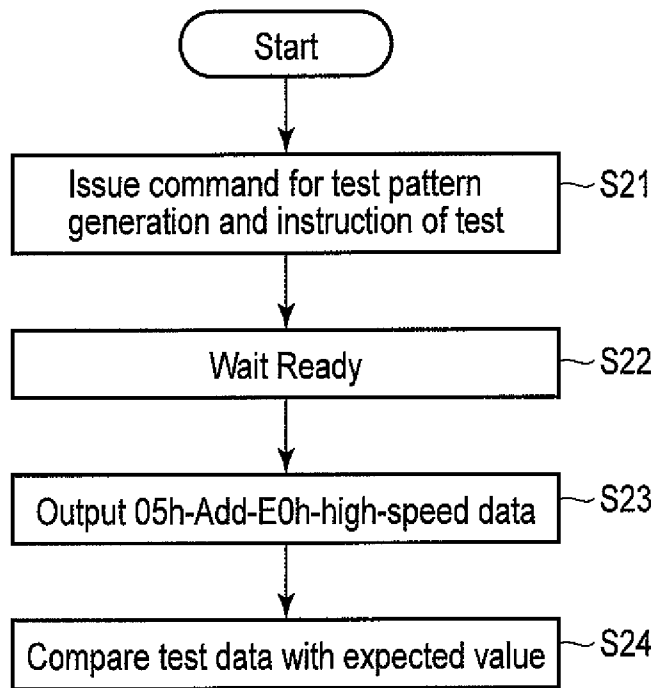 Start
Issue command for test pattern
generation and instruction of test
S21
Wait Ready
S22
Output 05h-Add-E0h-high-speed data
S23
Compare test data with expected value
S24